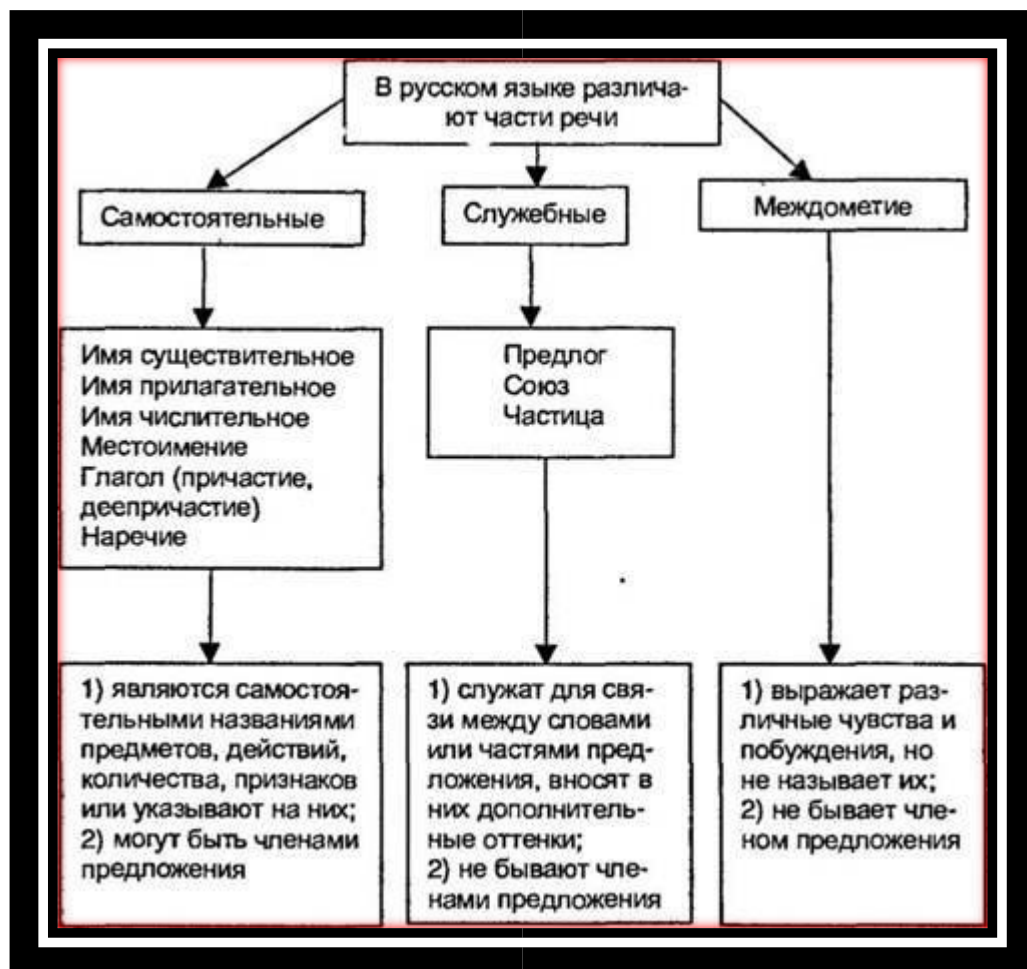 В русском языке различа-
ют части речи
Самостоятельные
Служебные
Междометие
Имя существительное
Имя прилагательное
Имя числительное
Местоимение
Глагол (причастие,
деепричастие)
Наречие
Предлог
Союз
Частица
1) являются самостоя-
тельными названиями
предметов, действий,
количества, признаков
или указывают на них;
2) могут быть членами
предложения
1) служат для свя-
зи между словами
или частями пред-
ложения, вносят в
них дополнитель-
ные оттенки;
2) не бывают чле-
нами предложения
1) выражает раз-
личные чувства и
побуждения, но
не называет их;
2) не бывает чле-
ном предложения